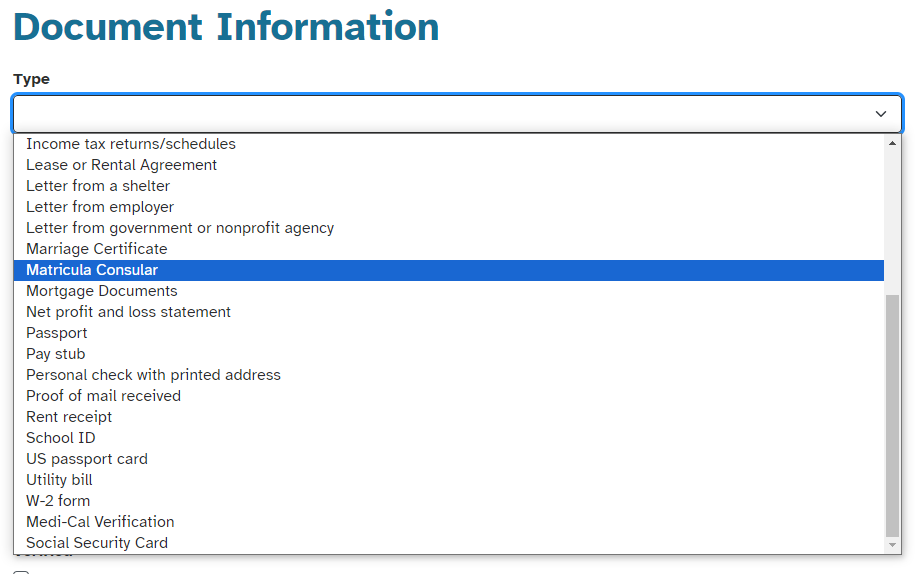 Document Information
Type
Income tax returns/schedules
Lease or Rental Agreement
Letter from a shelter
Letter from employer
Letter from government or nonprofit agency
Marriage Certificate
Matricula Consular
Mortgage Documents
Net profit and loss statement
Passport
Pay stub
Personal check with printed address
Proof of mail received
Rent receipt
School ID
US passport card
Utility bill
W-2 form
Medi-Cal Verification
Social Security Card